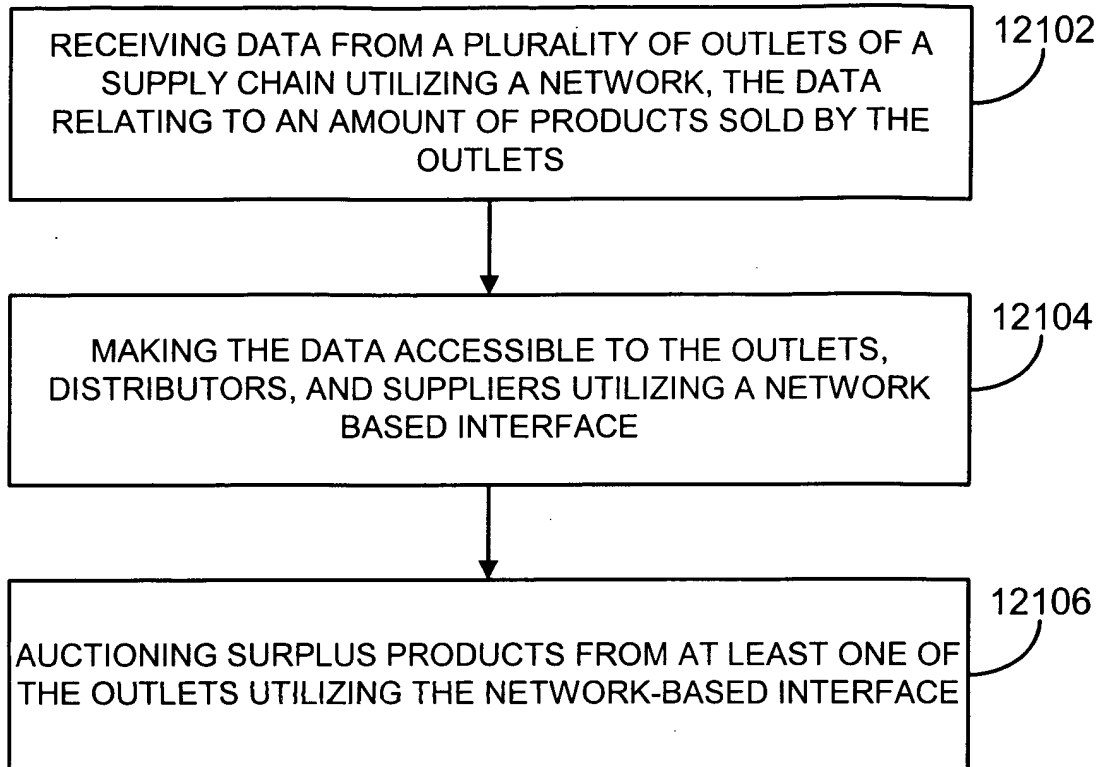 RECEIVING DATA FROM A PLURALITY OF OUTLETS OF A
SUPPLY CHAIN UTILIZING A NETWORK, THE DATA
RELATING TO AN AMOUNT OF PRODUCTS SOLD BY THE
OUTLETS
12102
MAKING THE DATA ACCESSIBLE TO THE OUTLETS,
DISTRIBUTORS, AND SUPPLIERS UTILIZING A NETWORK
BASED INTERFACE
12104
AUCTIONING SURPLUS PRODUCTS FROM AT LEAST ONE OF
THE OUTLETS UTILIZING THE NETWORK-BASED INTERFACE
12106